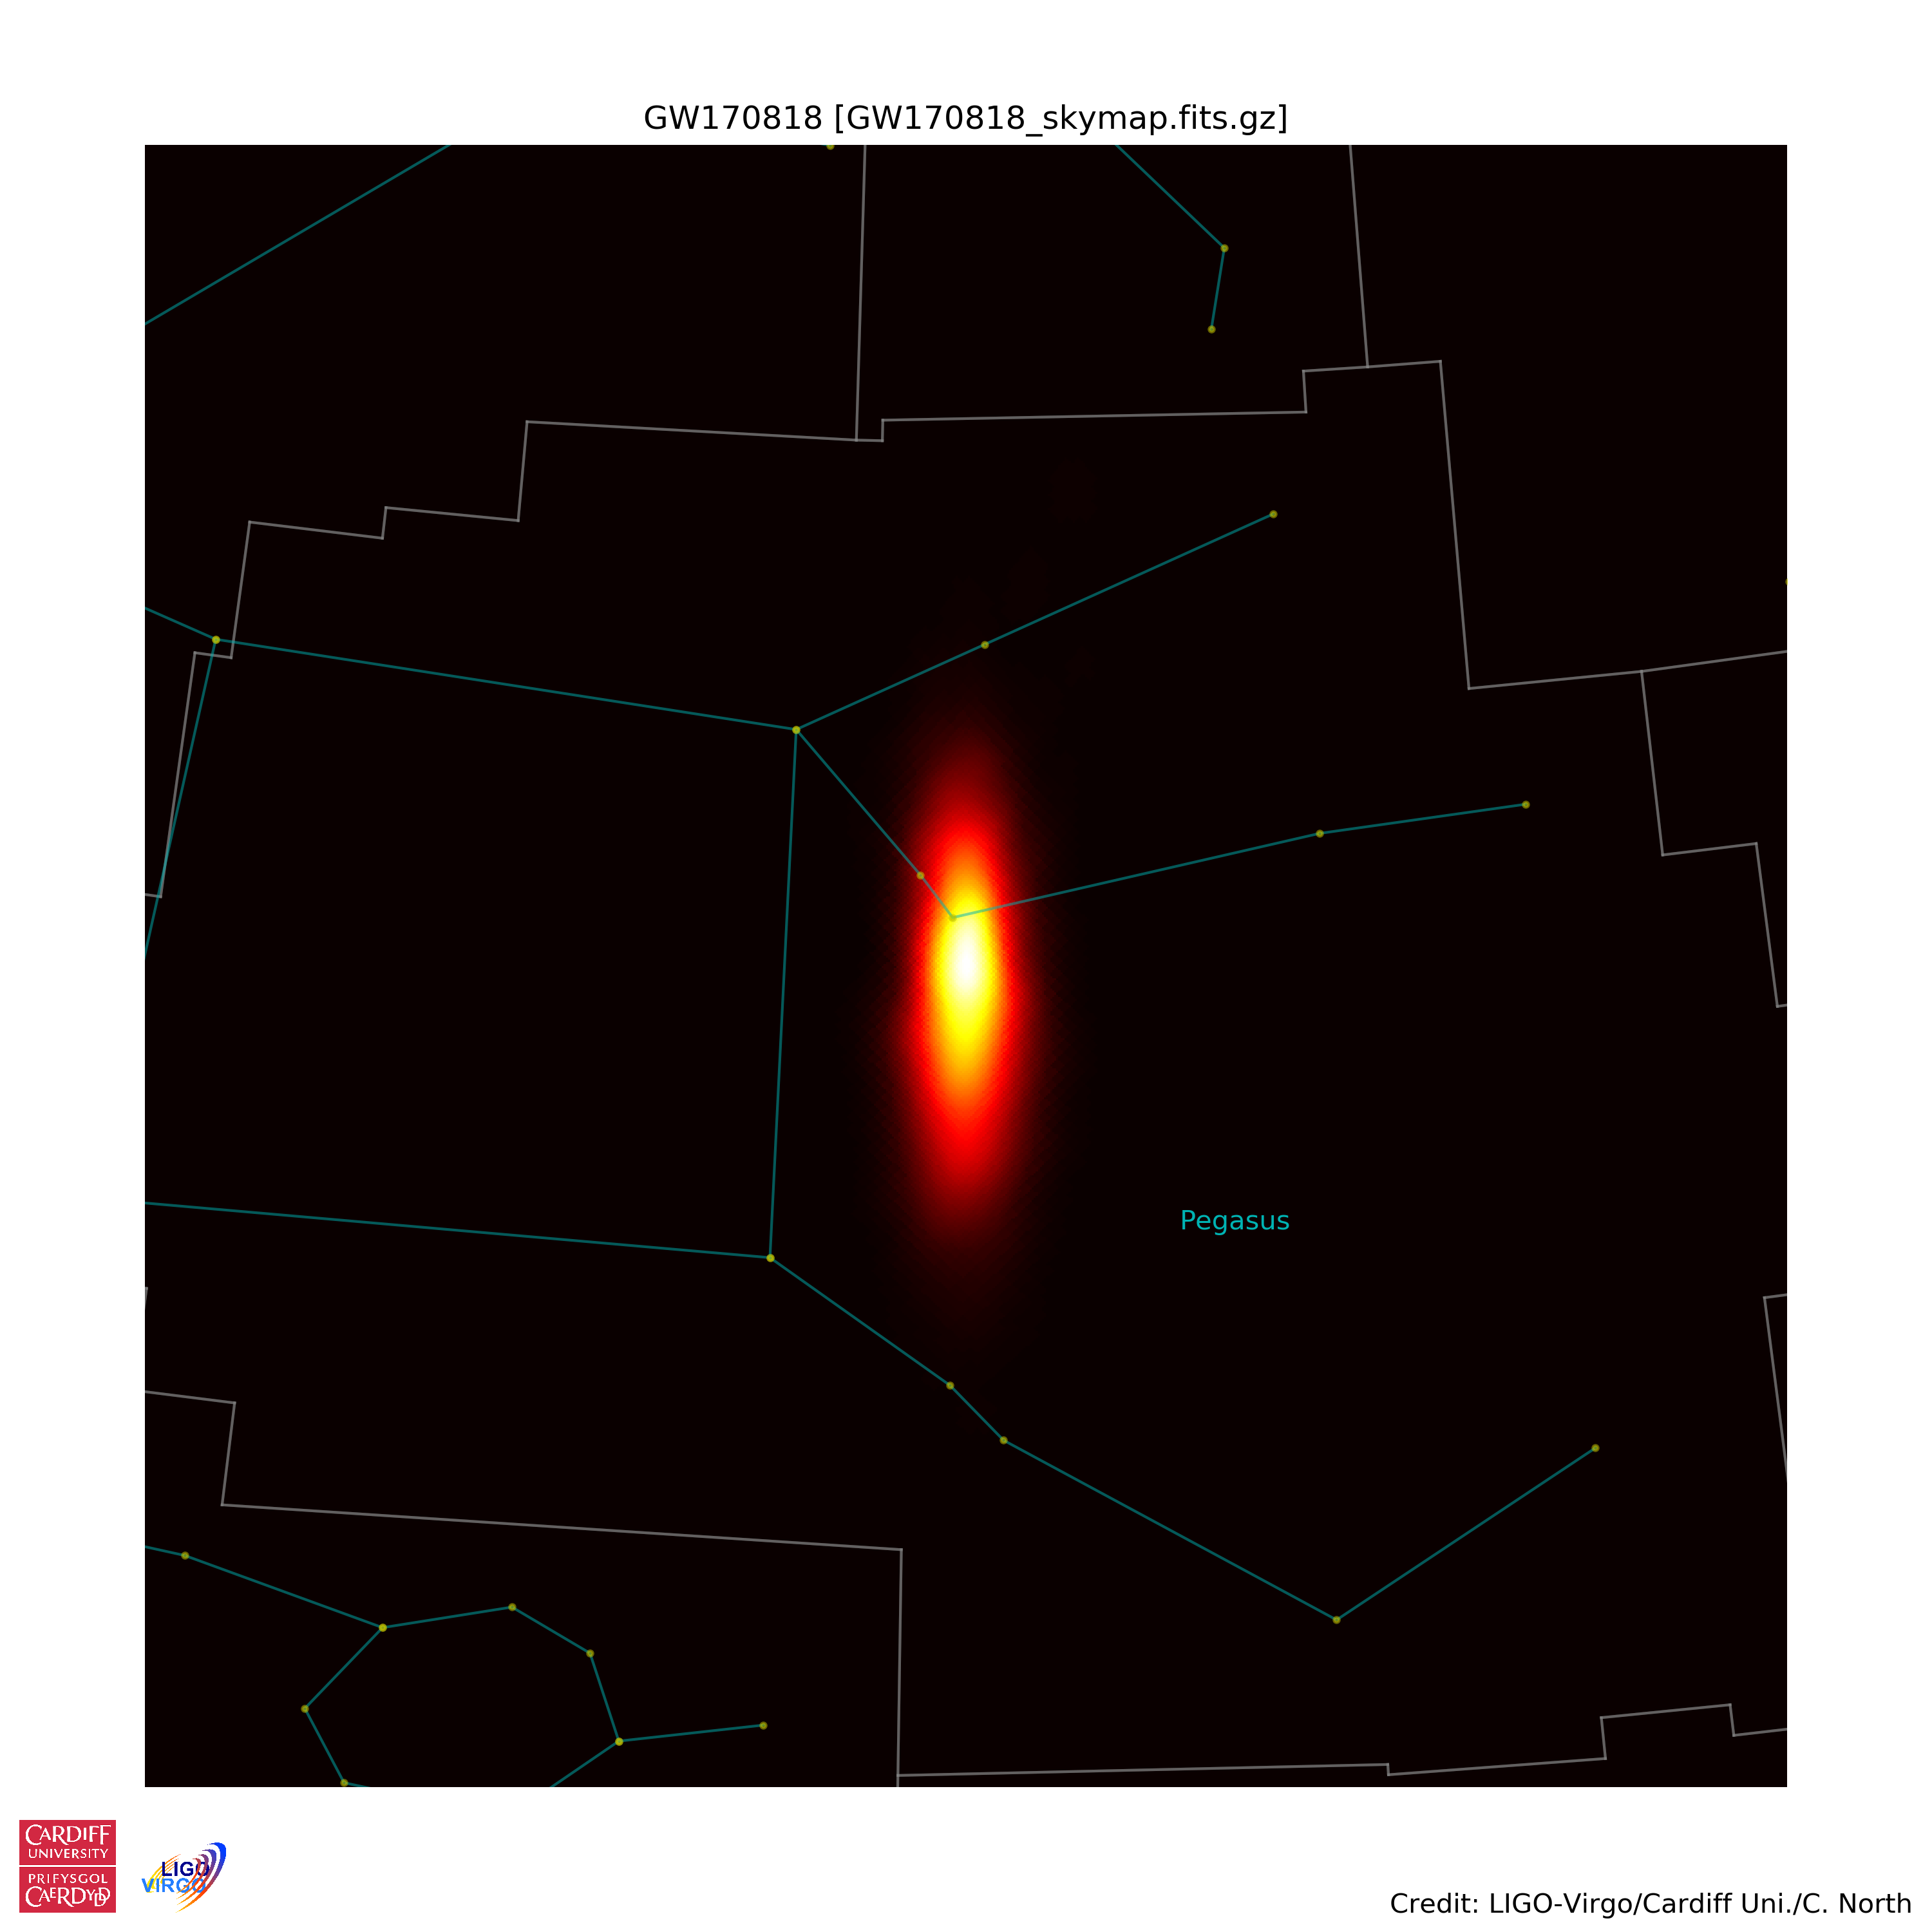 GW170818 [GW170818_skymap.fits.gz]
Pegasus
CARDIFF
UNIVERSITY
PRIFYSGOL
CAERDYDD
LIGO
VIRGO
Credit: LIGO-Virgo/Cardiff Uni./C. North